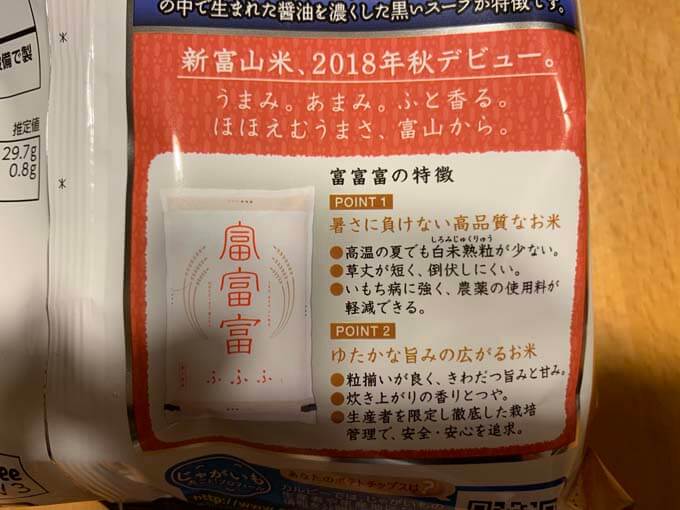 の中で生まれた醤油を濃くした黒いスープが特徴です。
備で製
推定値
29.7g
0.8g
新富山米、2018年秋デビュー。
うまみ。あまみ。ふと香る。
ほほえむうまさ、富山から。
富富富の特徴
POINT 1
暑さに負けない高品質なお米
しろみじゅくりゅう
●高温の夏でも白未熟粒が少ない。
●草丈が短く、倒伏しにくい。
●いもち病に強く、農薬の使用料が
軽減できる。
POINT 2
ゆたかな旨みの広がるお米
●粒揃いが良く、きわだつ旨みと甘み。
●炊き上がりの香りとつや。
●生産者を限定し徹底した栽培
管理で、安全・安心を追求。
富富富
ふふふ
じゃがいも
あなたのポテトチップスは?
http://www